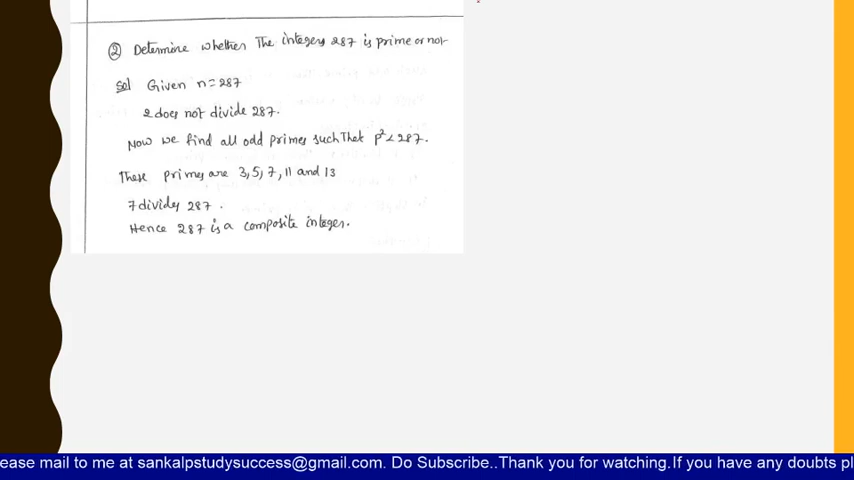 ② Determine whether The integers 287 is prime or not
Sol Given n=287
2 does not divide 287.
Now we find all odd primes such that p²<287.
These primes are 3,5,7,11 and 13
7 divides 287.
Hence 287 is a composite integer.
ease mail to me at sankalpstudysuccess@gmail.com. Do Subscribe..Thank you for watching.If you have any doubts pl